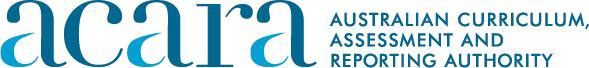 acara
AUSTRALIAN CURRICULUM,
ASSESSMENT AND
REPORTING AUTHORITY